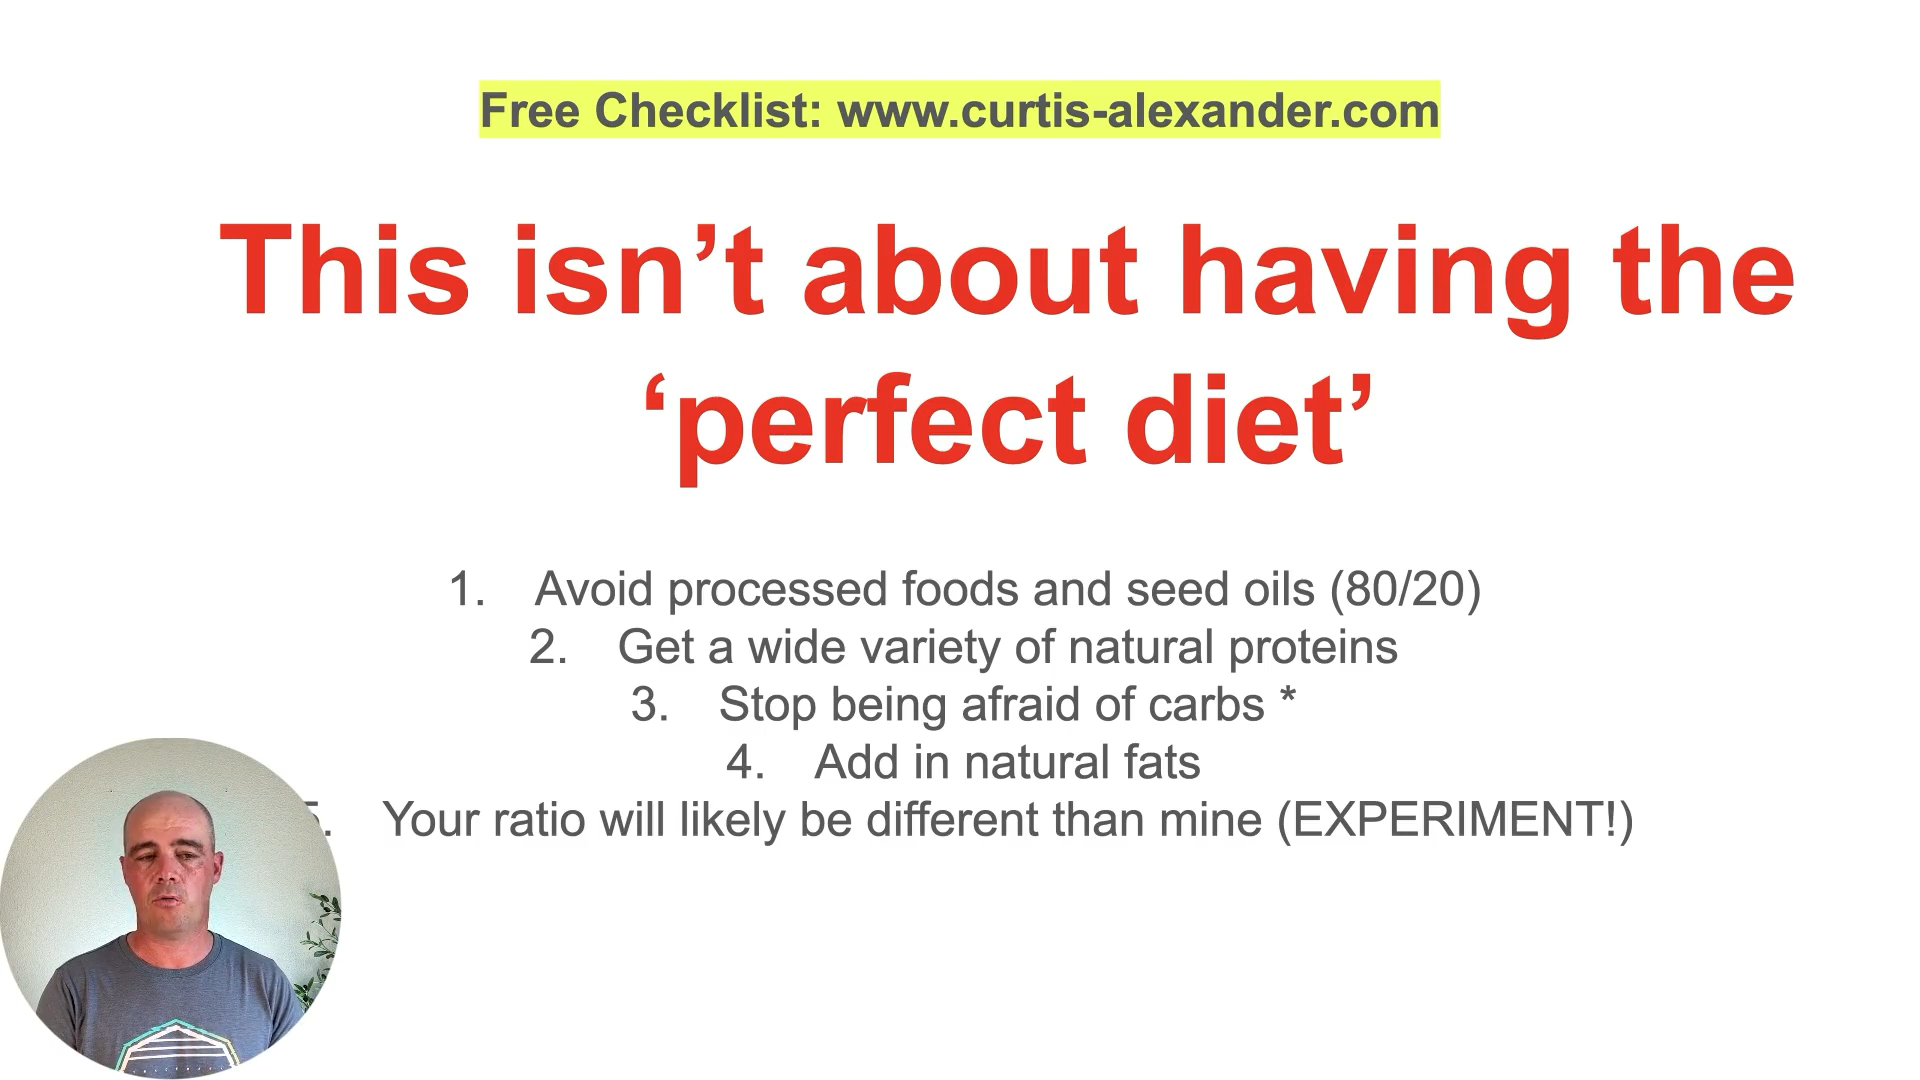 Free Checklist: www.curtis-alexander.com
This isn’t about having the
‘perfect diet’
1. Avoid processed foods and seed oils (80/20)
2. Get a wide variety of natural proteins
3. Stop being afraid of carbs *
4. Add in natural fats
5. Your ratio will likely be different than mine (EXPERIMENT!)